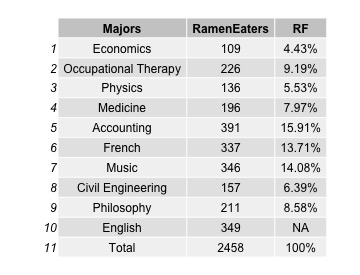 Majors RamenEaters RF
1 Economics 109 4.43%
2 Occupational Therapy 226 9.19%
3 Physics 136 5.53%
4 Medicine 196 7.97%
5 Accounting 391 15.91%
6 French 337 13.71%
7 Music 346 14.08%
8 Civil Engineering 157 6.39%
9 Philosophy 211 8.58%
10 English 349 NA
11 Total 2458 100%